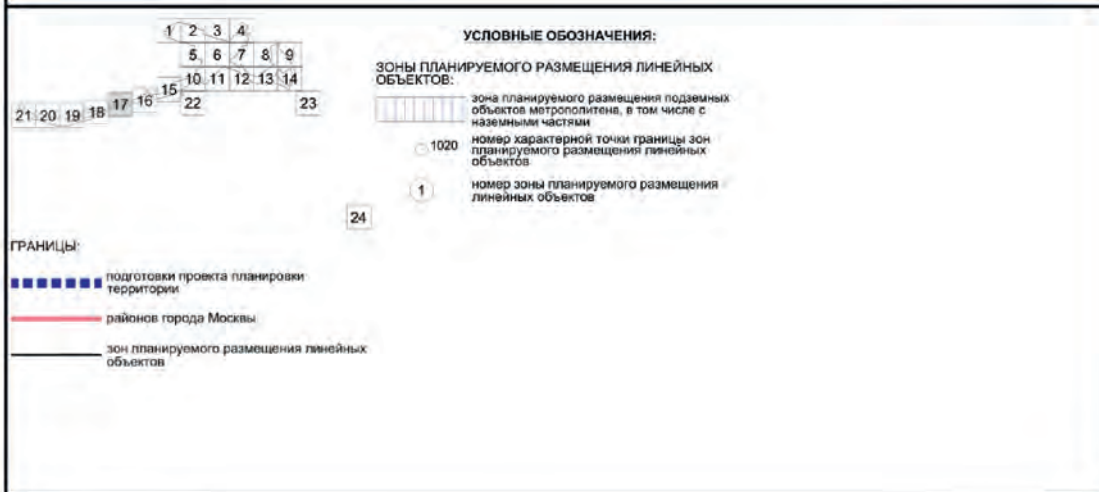 1 2 3 4
5 6 7 8 9
10 11 12 13 14
15
16
17
18
19
20
21
22
23
24
УСЛОВНЫЕ ОБОЗНАЧЕНИЯ:
ЗОНЫ ПЛАНИРУЕМОГО РАЗМЕЩЕНИЯ ЛИНЕЙНЫХ
ОБЪЕКТОВ:
зона планируемого размещения подземных
объектов метрополитена, в том числе с
наземными частями
1020
номер характерной точки границы зон
планируемого размещения линейных
объектов
1
номер зоны планируемого размещения
линейных объектов
ГРАНИЦЫ:
подготовки проекта планировки
территории
районов города Москвы
зон планируемого размещения линейных
объектов